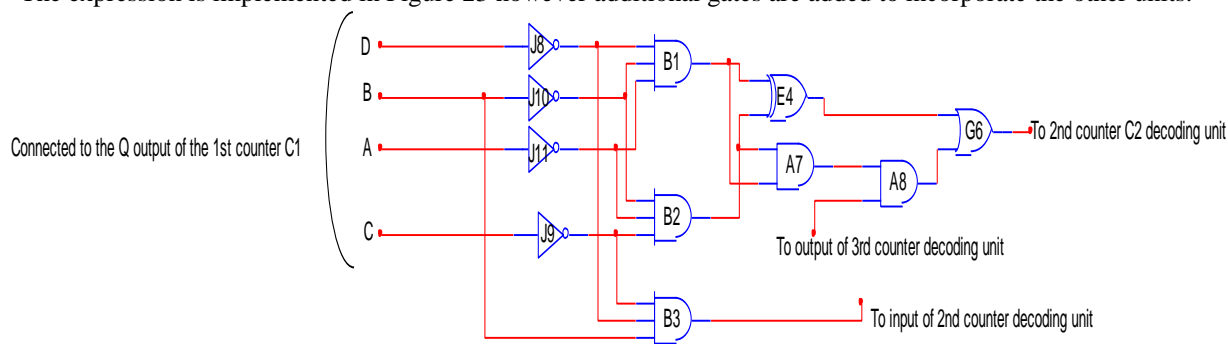 The expression is implemented in Figure 23 however additional gates are added to incorporate the other units.
D
J8
B1
B
J10
E4
G6
To 2nd counter C2 decoding unit
Connected to the Q output of the 1st counter C1
A
J11
A7
A8
B2
C
J9
To output of 3rd counter decoding unit
B3
To input of 2nd counter decoding unit